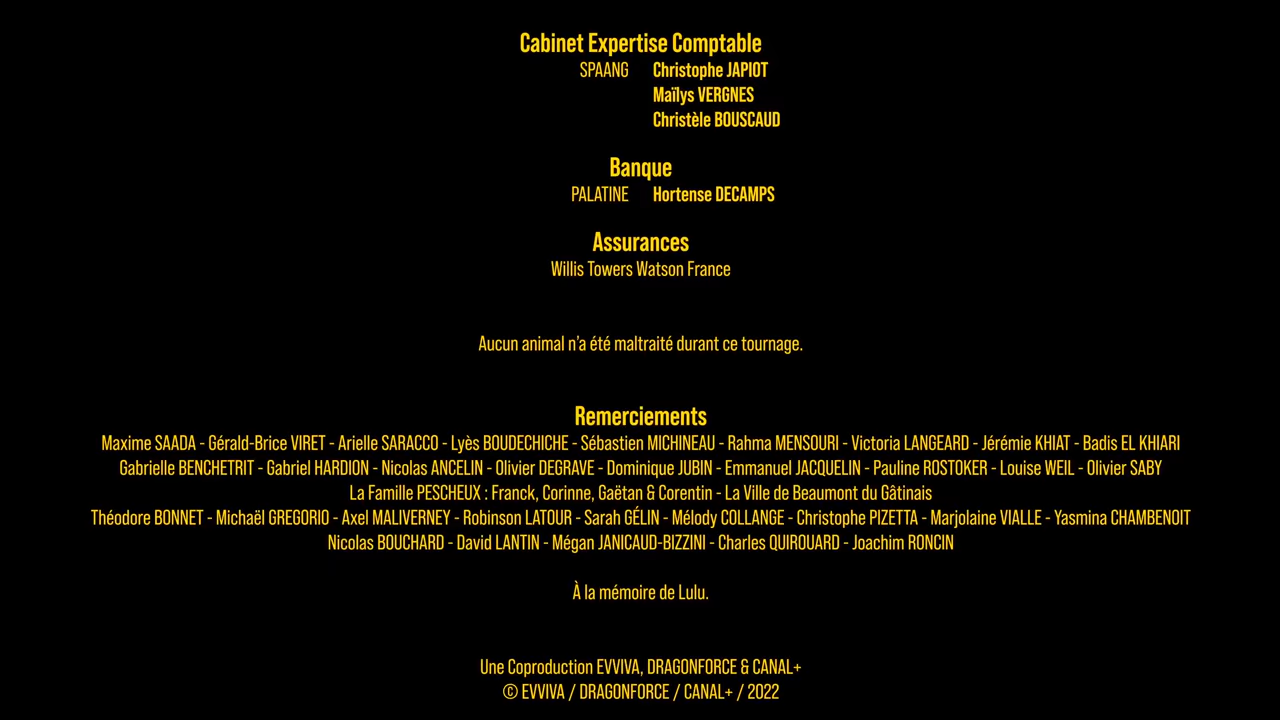 Cabinet Expertise Comptable
SPAANG Christophe JAPIOT
Maïlys VERGNES
Christèle BOUSCAUD
Banque
PALATINE Hortense DECAMPS
Assurances
Willis Towers Watson France
Aucun animal n'a été maltraité durant ce tournage.
Remerciements
Maxime SAADA - Gérald-Brice VIRET - Arielle SARACCO - Lyès BOUDECHICHE - Sébastien MICHINEAU - Rahma MENSOURI - Victoria LANGEARD - Jérémie KHIAT - Badis EL KHIARI
Gabrielle BENCHETRIT - Gabriel HARDION - Nicolas ANCELIN - Olivier DEGRAVE - Dominique JUBIN - Emmanuel JACQUELIN - Pauline ROSTOKER - Louise WEIL - Olivier SABY
La Famille PESCHEUX : Franck, Corinne, Gaëtan & Corentin - La Ville de Beaumont du Gâtinais
Théodore BONNET - Michaël GREGORIO - Axel MALIVERNEY - Robinson LATOUR - Sarah GÉLIN - Mélody COLLANGE - Christophe PIZETTA - Marjolaine VIALLE - Yasmina CHAMBENOIT
Nicolas BOUCHARD - David LANTIN - Mégan JANICAUD-BIZZINI - Charles QUIROUARD - Joachim RONCIN
À la mémoire de Lulu.
Une Coproduction EVVIVA, DRAGONFORCE & CANAL+
© EVVIVA / DRAGONFORCE / CANAL+ / 2022